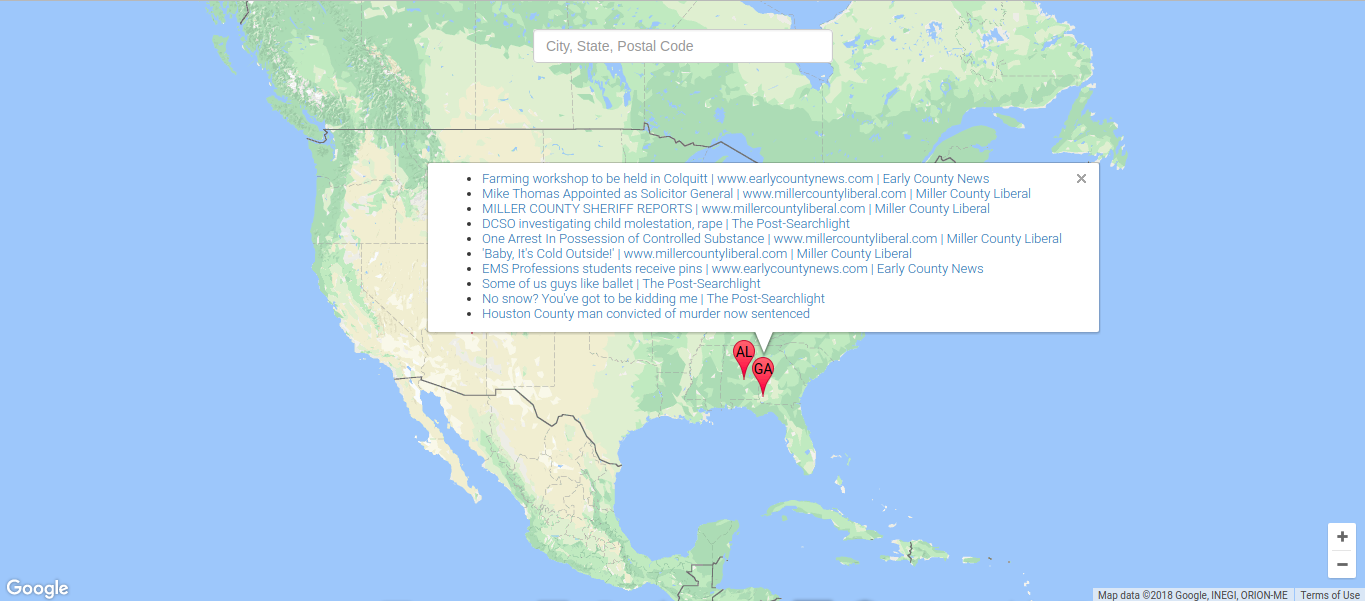 City, State, Postal Code
Farming workshop to be held in Colquitt | www.earlycountynews.com | Early County News
Mike Thomas Appointed as Solicitor General | www.millercountyliberal.com | Miller County Liberal
MILLER COUNTY SHERIFF REPORTS | www.millercountyliberal.com | Miller County Liberal
DCSO investigating child molestation, rape | The Post-Searchlight
One Arrest In Possession of Controlled Substance | www.millercountyliberal.com | Miller County Liberal
'Baby, It's Cold Outside!' | www.millercountyliberal.com | Miller County Liberal
EMS Professions students receive pins | www.earlycountynews.com | Early County News
Some of us guys like ballet | The Post-Searchlight
No snow? You've got to be kidding me | The Post-Searchlight
Houston County man convicted of murder now sentenced
AL
GA
Google
Map data ©2018 Google, INEGI, ORION-ME
Terms of Use